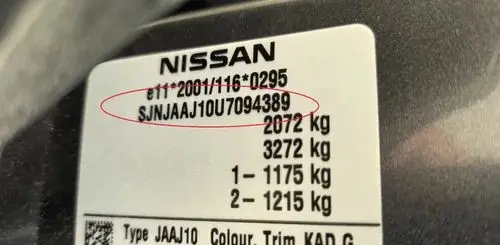 NISSAN
e11*2001/116*0295
SJNJAAJ10U7094389
2072 kg
3272 kg
1- 1175 kg
2- 1215 kg
Type JAAJ10 Colour, Trim KAD G